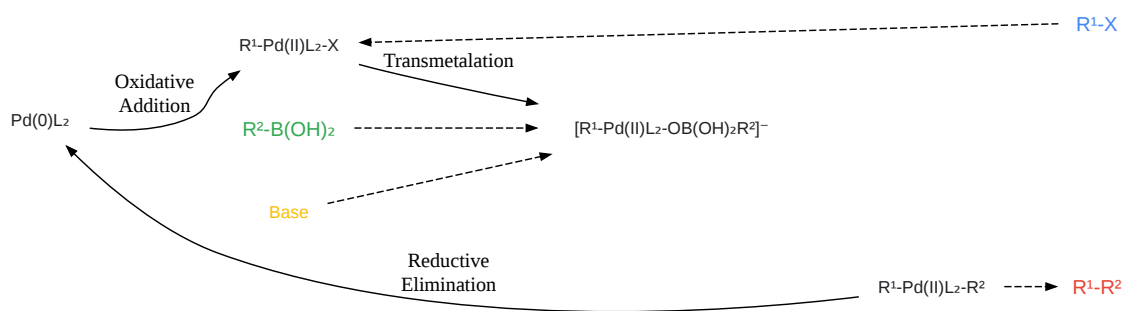 R¹-X
R¹-Pd(II)L₂-X
Transmetalation
Oxidative
Addition
Pd(0)L₂
R²-B(OH)₂
[R¹-Pd(II)L₂-OB(OH)₂R²]⁻
Base
Reductive
Elimination
R¹-Pd(II)L₂-R²
R¹-R²